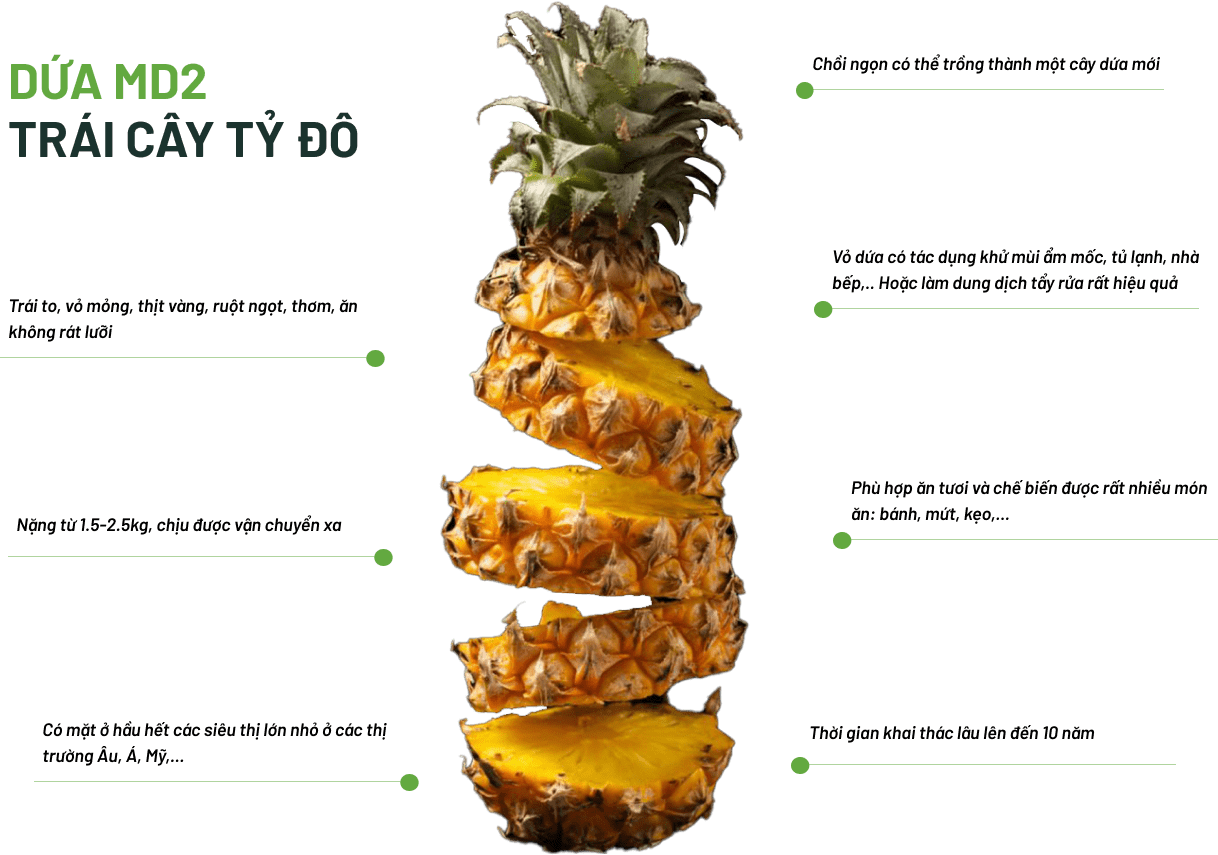 DỨA MD2
TRÁI CÂY TỶ ĐÔ
Trái to, vỏ mỏng, thịt vàng, ruột ngọt, thơm, ăn
không rát lưỡi
Nặng từ 1.5-2.5kg, chịu được vận chuyển xa
Có mặt ở hầu hết các siêu thị lớn nhỏ ở các thị
trường Âu, Á, Mỹ,...
Chồi ngọn có thể trồng thành một cây dứa mới
Vỏ dứa có tác dụng khử mùi ẩm mốc, tủ lạnh, nhà
bếp,.. Hoặc làm dung dịch tẩy rửa rất hiệu quả
Phù hợp ăn tươi và chế biến được rất nhiều món
ăn: bánh, mứt, kẹo,...
Thời gian khai thác lâu lên đến 10 năm